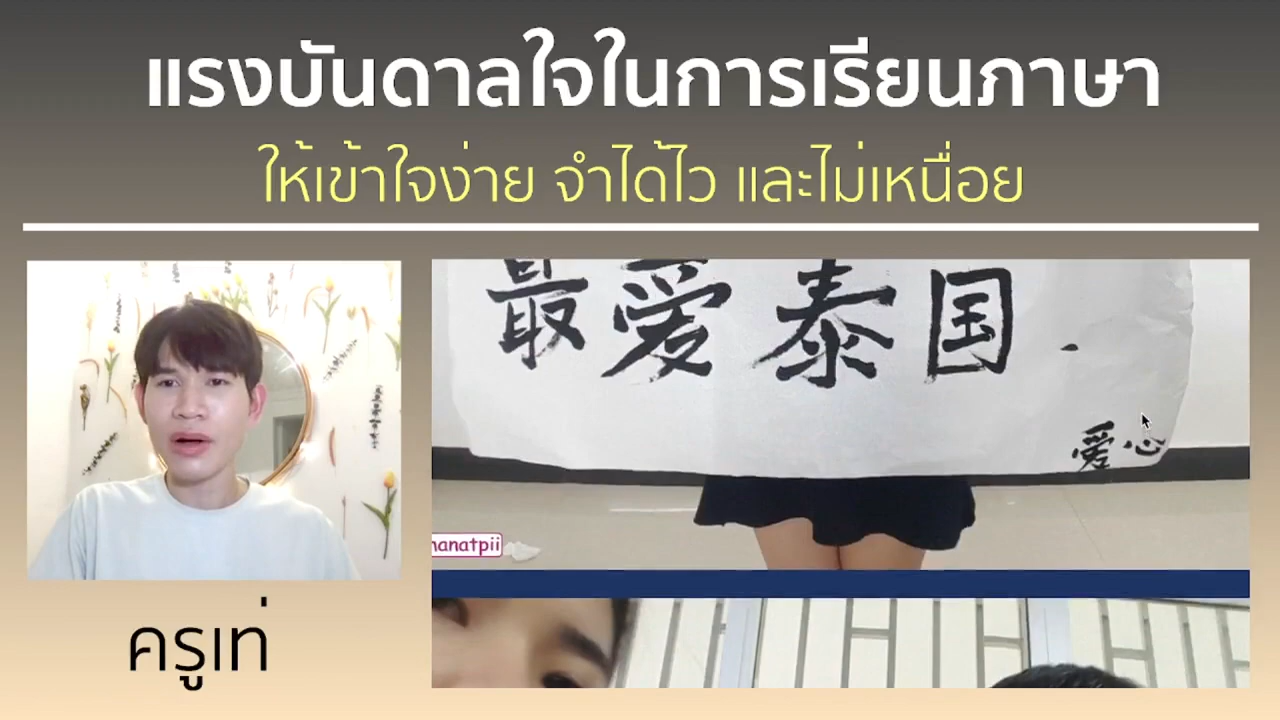 แรงบันดาลใจในการเรียนภาษา
ให้เข้าใจง่าย จำได้ไว และไม่เหนื่อย
最爱泰国.
爱心
nanatpii
ครูเท่